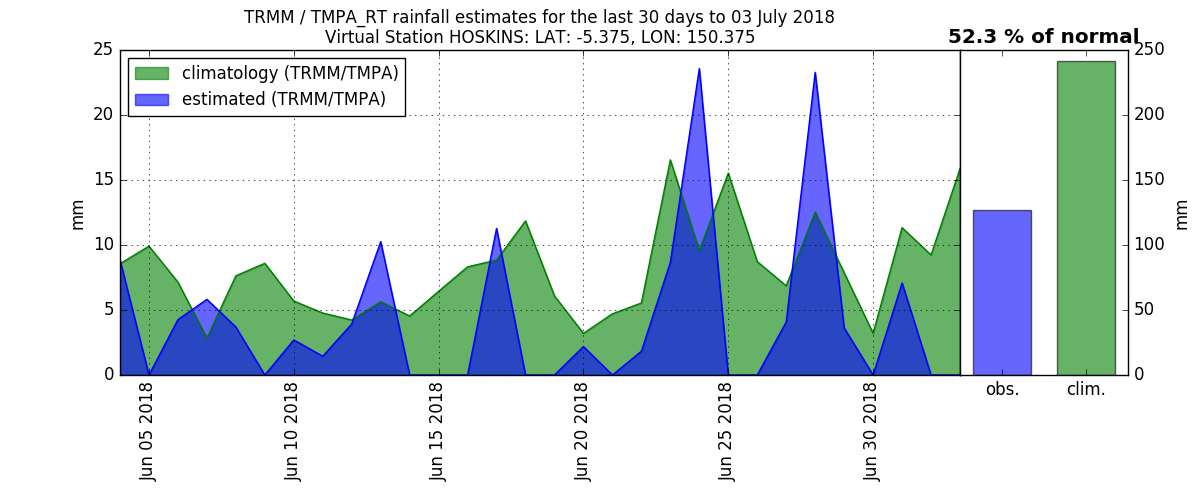 TRMM / TMPA_RT rainfall estimates for the last 30 days to 03 July 2018
Virtual Station HOSKINS: LAT: -5.375, LON: 150.375
52.3 % of normal
climatology (TRMM/TMPA)
estimated (TRMM/TMPA)
25
20
15
10
5
0
mm
Jun 05 2018
Jun 10 2018
Jun 15 2018
Jun 20 2018
Jun 25 2018
Jun 30 2018
obs.
clim.
250
200
150
100
50
0
mm